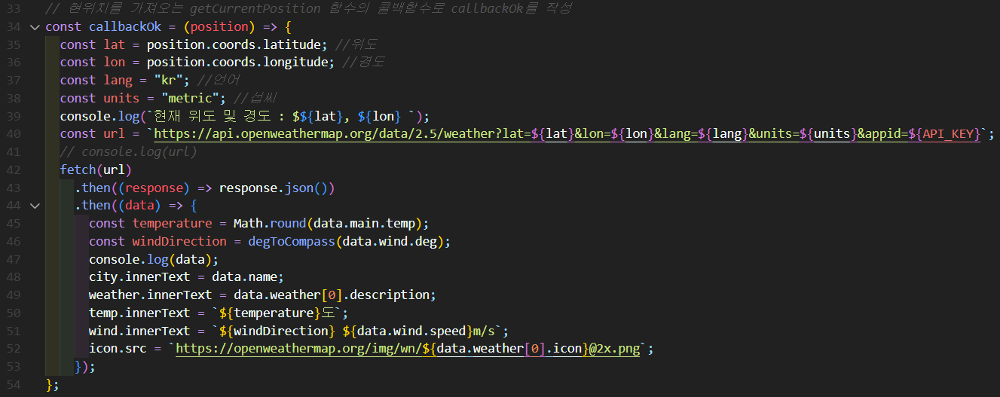 33 // 현위치를 가져오는 getCurrentPosition 함수의 콜백함수로 callbackOk를 작성
34 const callbackOk = (position) => {
35 const lat = position.coords.latitude; //위도
36 const lon = position.coords.longitude; //경도
37 const lang = "kr"; //언어
38 const units = "metric"; //섭씨
39 console.log(`현재 위도 및 경도 : $${lat}, ${lon} `);
40 const url = `https://api.openweathermap.org/data/2.5/weather?lat=${lat}&lon=${lon}&lang=${lang}&units=${units}&appid=${API_KEY}`;
41 // console.log(url)
42 fetch(url)
43 .then((response) => response.json())
44 .then((data) => {
45 const temperature = Math.round(data.main.temp);
46 const windDirection = degToCompass(data.wind.deg);
47 console.log(data);
48 city.innerText = data.name;
49 weather.innerText = data.weather[0].description;
50 temp.innerText = `${temperature}도`;
51 wind.innerText = `${windDirection} ${data.wind.speed}m/s`;
52 icon.src = `https://openweathermap.org/img/wn/${data.weather[0].icon}@2x.png`;
53 });
54 };